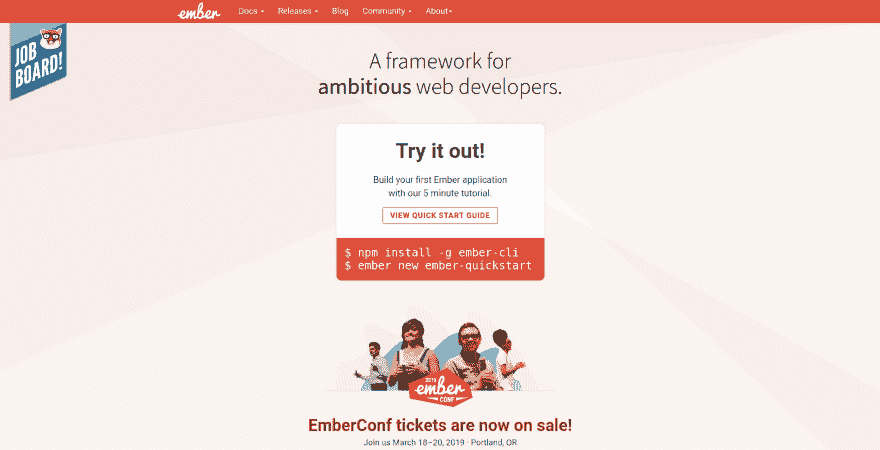 ember
Docs
Releases
Blog
Community
About
JOB
BOARD!
A framework for
ambitious web developers.
Try it out!
Build your first Ember application
with our 5 minute tutorial.
VIEW QUICK START GUIDE
$ npm install -g ember-cli
$ ember new ember-quickstart
2019
ember
CONF
EmberConf tickets are now on sale!
Join us March 18–20, 2019 · Portland, OR